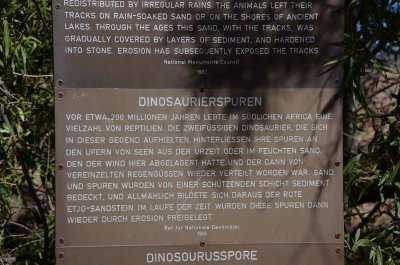 REDISTRIBUTED BY IRREGULAR RAINS. THE ANIMALS LEFT THEIR
TRACKS ON RAIN-SOAKED SAND OR ON THE SHORES OF ANCIENT
LAKES. THROUGH THE AGES THIS SAND, WITH THE TRACKS, WAS
GRADUALLY COVERED BY LAYERS OF SEDIMENT, AND HARDENED
INTO STONE. EROSION HAS SUBSEQUENTLY EXPOSED THE TRACKS.
National Monuments Council
1951
DINOSAURIERSPUREN
VOR ETWA 200 MILLIONEN JAHREN LEBTE IM SÜDLICHEN AFRICA EINE
VIELZAHL VON REPTILIEN. DIE ZWEIFÜSSIGEN DINOSAURIER, DIE SICH
IN DIESER GEGEND AUFHIELTEN, HINTERLIESSEN IHRE SPUREN AN
DEN UFERN VON SEEN AUS DER URZEIT ODER IM FEUCHTEN SAND,
DEN DER WIND HIER ABGELAGERT HATTE UND DER DANN VON
VEREINZELTEN REGENGÜSSEN WIEDER VERTEILT WORDEN WAR. SAND
UND SPUREN WURDEN VON EINER SCHÜTZENDEN SCHICHT SEDIMENT
BEDECKT, UND ALLMÄHLICH BILDETE SICH DARAUS DER ROTE
ETJO-SANDSTEIN. IM LAUFE DER ZEIT WURDEN DIESE SPUREN DANN
WIEDER DURCH EROSION FREIGELEGT.
Rat für Nationale Denkmäler
1951
DINOSOURUSSPORE